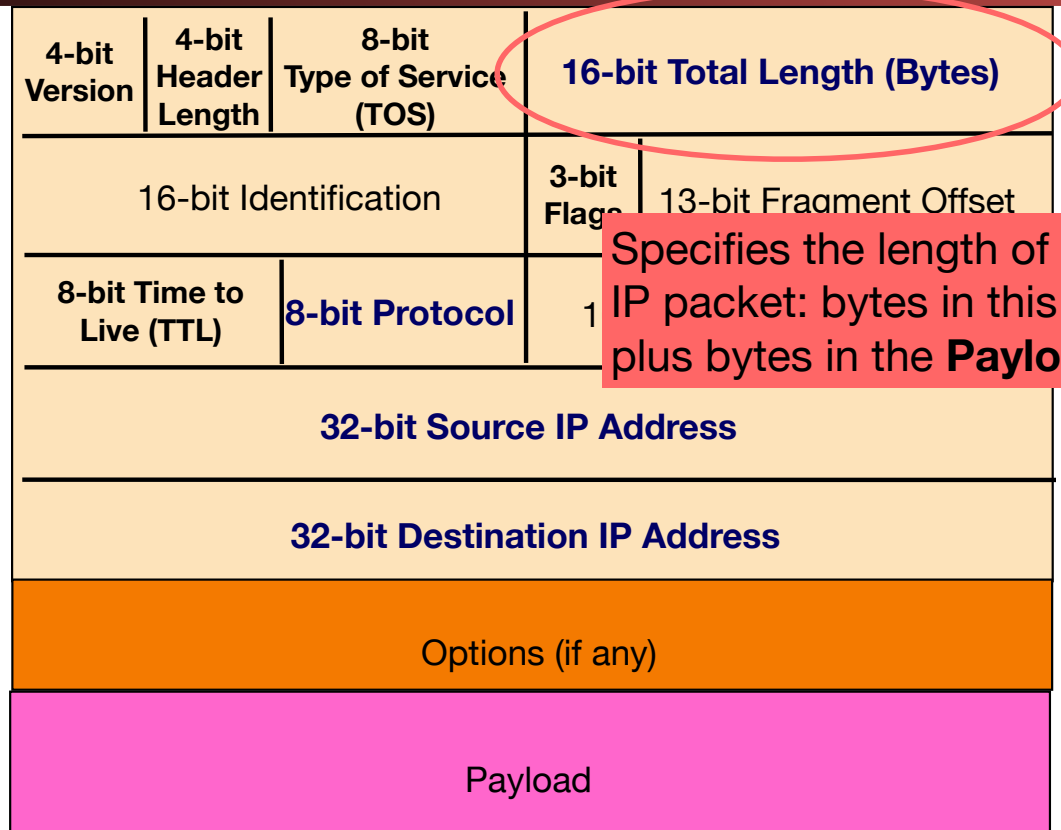 4-bit
Version
4-bit
Header
Length
8-bit
Type of Service
(TOS)
16-bit Total Length (Bytes)
16-bit Identification
3-bit
Flags
13-bit Fragment Offset
Specifies the length of
IP packet: bytes in this
plus bytes in the
8-bit Time to
Live (TTL)
8-bit Protocol
1
32-bit Source IP Address
32-bit Destination IP Address
Options (if any)
Payload